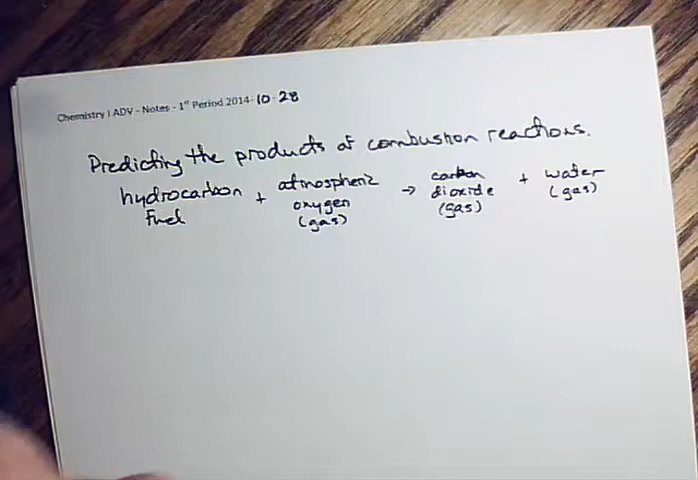 Chemistry I ADV - Notes - 1st Period 2014-10-28
Predicting the products of combustion reactions.
hydrocarbon + atmospheric → carbon + water
fuel oxygen dioxide (gas)
(gas) (gas)